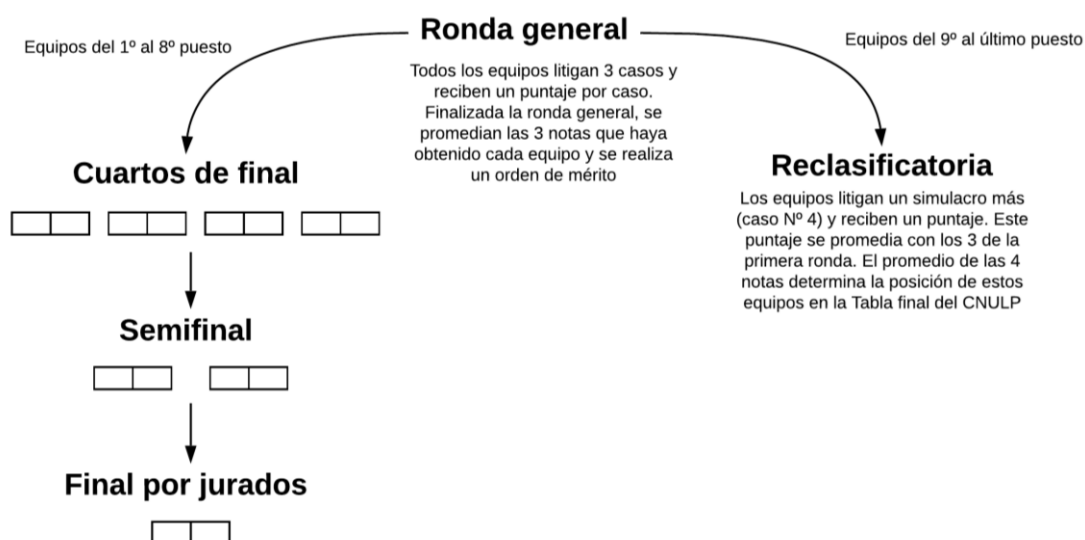 Ronda general
Equipos del 1º al 8º puesto
Equipos del 9º al último puesto
Todos los equipos litigan 3 casos y
reciben un puntaje por caso.
Finalizada la ronda general, se
promedian las 3 notas que haya
obtenido cada equipo y se realiza
un orden de mérito
Cuartos de final
Reclasificatoria
Los equipos litigan un simulacro más
(caso Nº 4) y reciben un puntaje. Este
puntaje se promedia con los 3 de la
primera ronda. El promedio de las 4
notas determina la posición de estos
equipos en la Tabla final del CNULP
Semifinal
Final por jurados